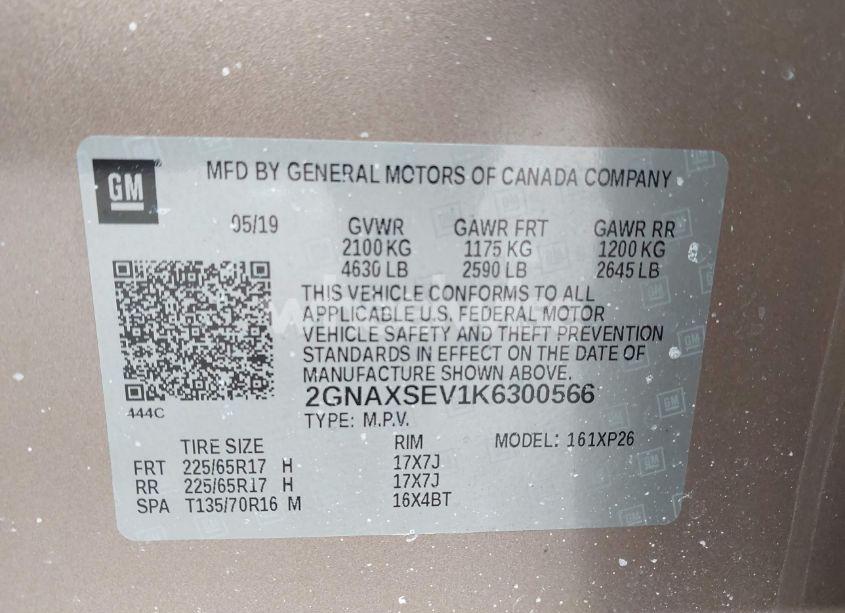 GM
MFD BY GENERAL MOTORS OF CANADA COMPANY
05/19 GVWR GAWR FRT GAWR RR
2100 KG 1175 KG 1200 KG
4630 LB 2590 LB 2645 LB
THIS VEHICLE CONFORMS TO ALL
APPLICABLE U.S. FEDERAL MOTOR
VEHICLE SAFETY AND THEFT PREVENTION
STANDARDS IN EFFECT ON THE DATE OF
MANUFACTURE SHOWN ABOVE.
2GNAXSEV1K6300566
444C
TYPE: M.P.V.
TIRE SIZE RIM MODEL: 161XP26
FRT 225/65R17 H 17X7J
RR 225/65R17 H 17X7J
SPA T135/70R16 M 16X4BT